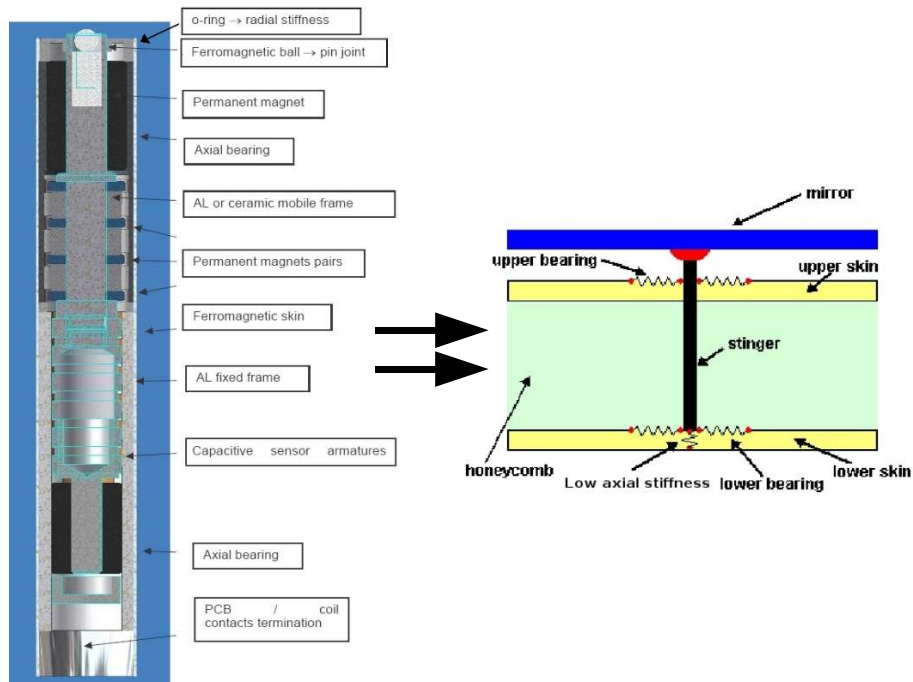 o-ring → radial stiffness
Ferromagnetic ball → pin joint
Permanent magnet
Axial bearing
AL or ceramic mobile frame
Permanent magnets pairs
Ferromagnetic skin
AL fixed frame
Capacitive sensor armatures
Axial bearing
PCB / coil
contacts termination
mirror
upper bearing
upper skin
stinger
honeycomb
Low axial stiffness
lower bearing
lower skin